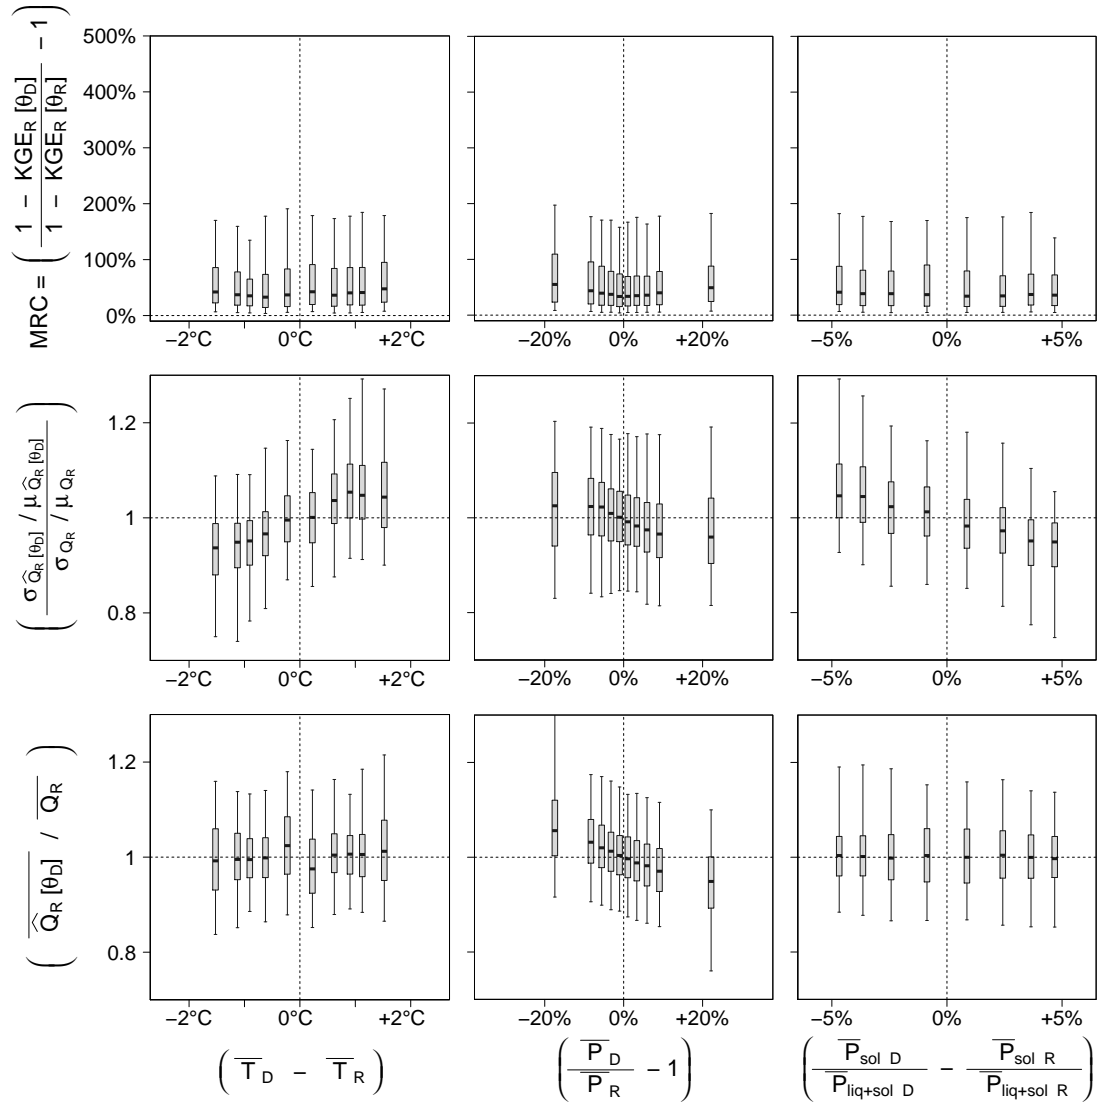 MRC = ( 1 − KGE_R [θ_D] / 1 − KGE_R [θ_R] − 1 )
500%
400%
300%
200%
100%
0%
−2°C 0°C +2°C
−20% 0% +20%
−5% 0% +5%
( σ Q̂_R [θ_D] / μ Q̂_R [θ_D] / σ Q_R / μ Q_R )
1.2
1
0.8
−2°C 0°C +2°C
−20% 0% +20%
−5% 0% +5%
( Q̂_R [θ_D] / Q_R )
1.2
1
0.8
−2°C 0°C +2°C
−20% 0% +20%
−5% 0% +5%
( T_D − T_R )
( P_D / P_R − 1 )
( P_sol D / P_liq+sol D − P_sol R / P_liq+sol R )